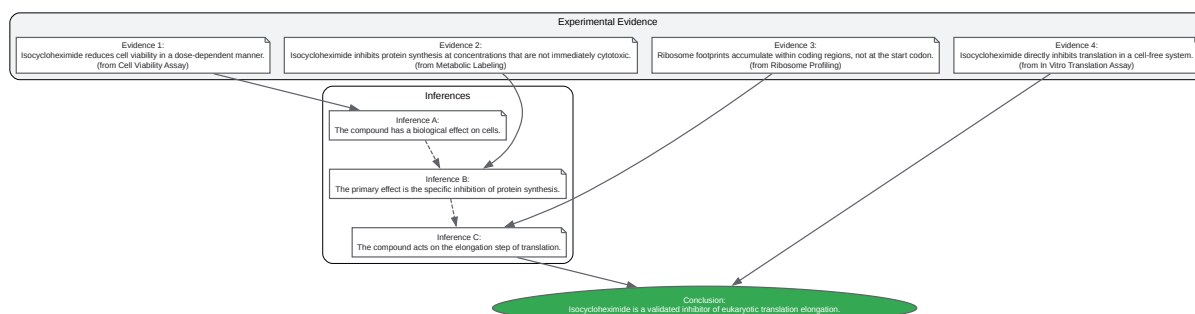 Experimental Evidence
Evidence 1:
Isocycloheximide reduces cell viability in a dose-dependent manner.
(from Cell Viability Assay)
Evidence 2:
Isocycloheximide inhibits protein synthesis at concentrations that are not immediately cytotoxic.
(from Metabolic Labeling)
Evidence 3:
Ribosome footprints accumulate within coding regions, not at the start codon.
(from Ribosome Profiling)
Evidence 4:
Isocycloheximide directly inhibits translation in a cell-free system.
(from In Vitro Translation Assay)
Inferences
Inference A:
The compound has a biological effect on cells.
Inference B:
The primary effect is the specific inhibition of protein synthesis.
Inference C:
The compound acts on the elongation step of translation.
Conclusion:
Isocycloheximide is a validated inhibitor of eukaryotic translation elongation.